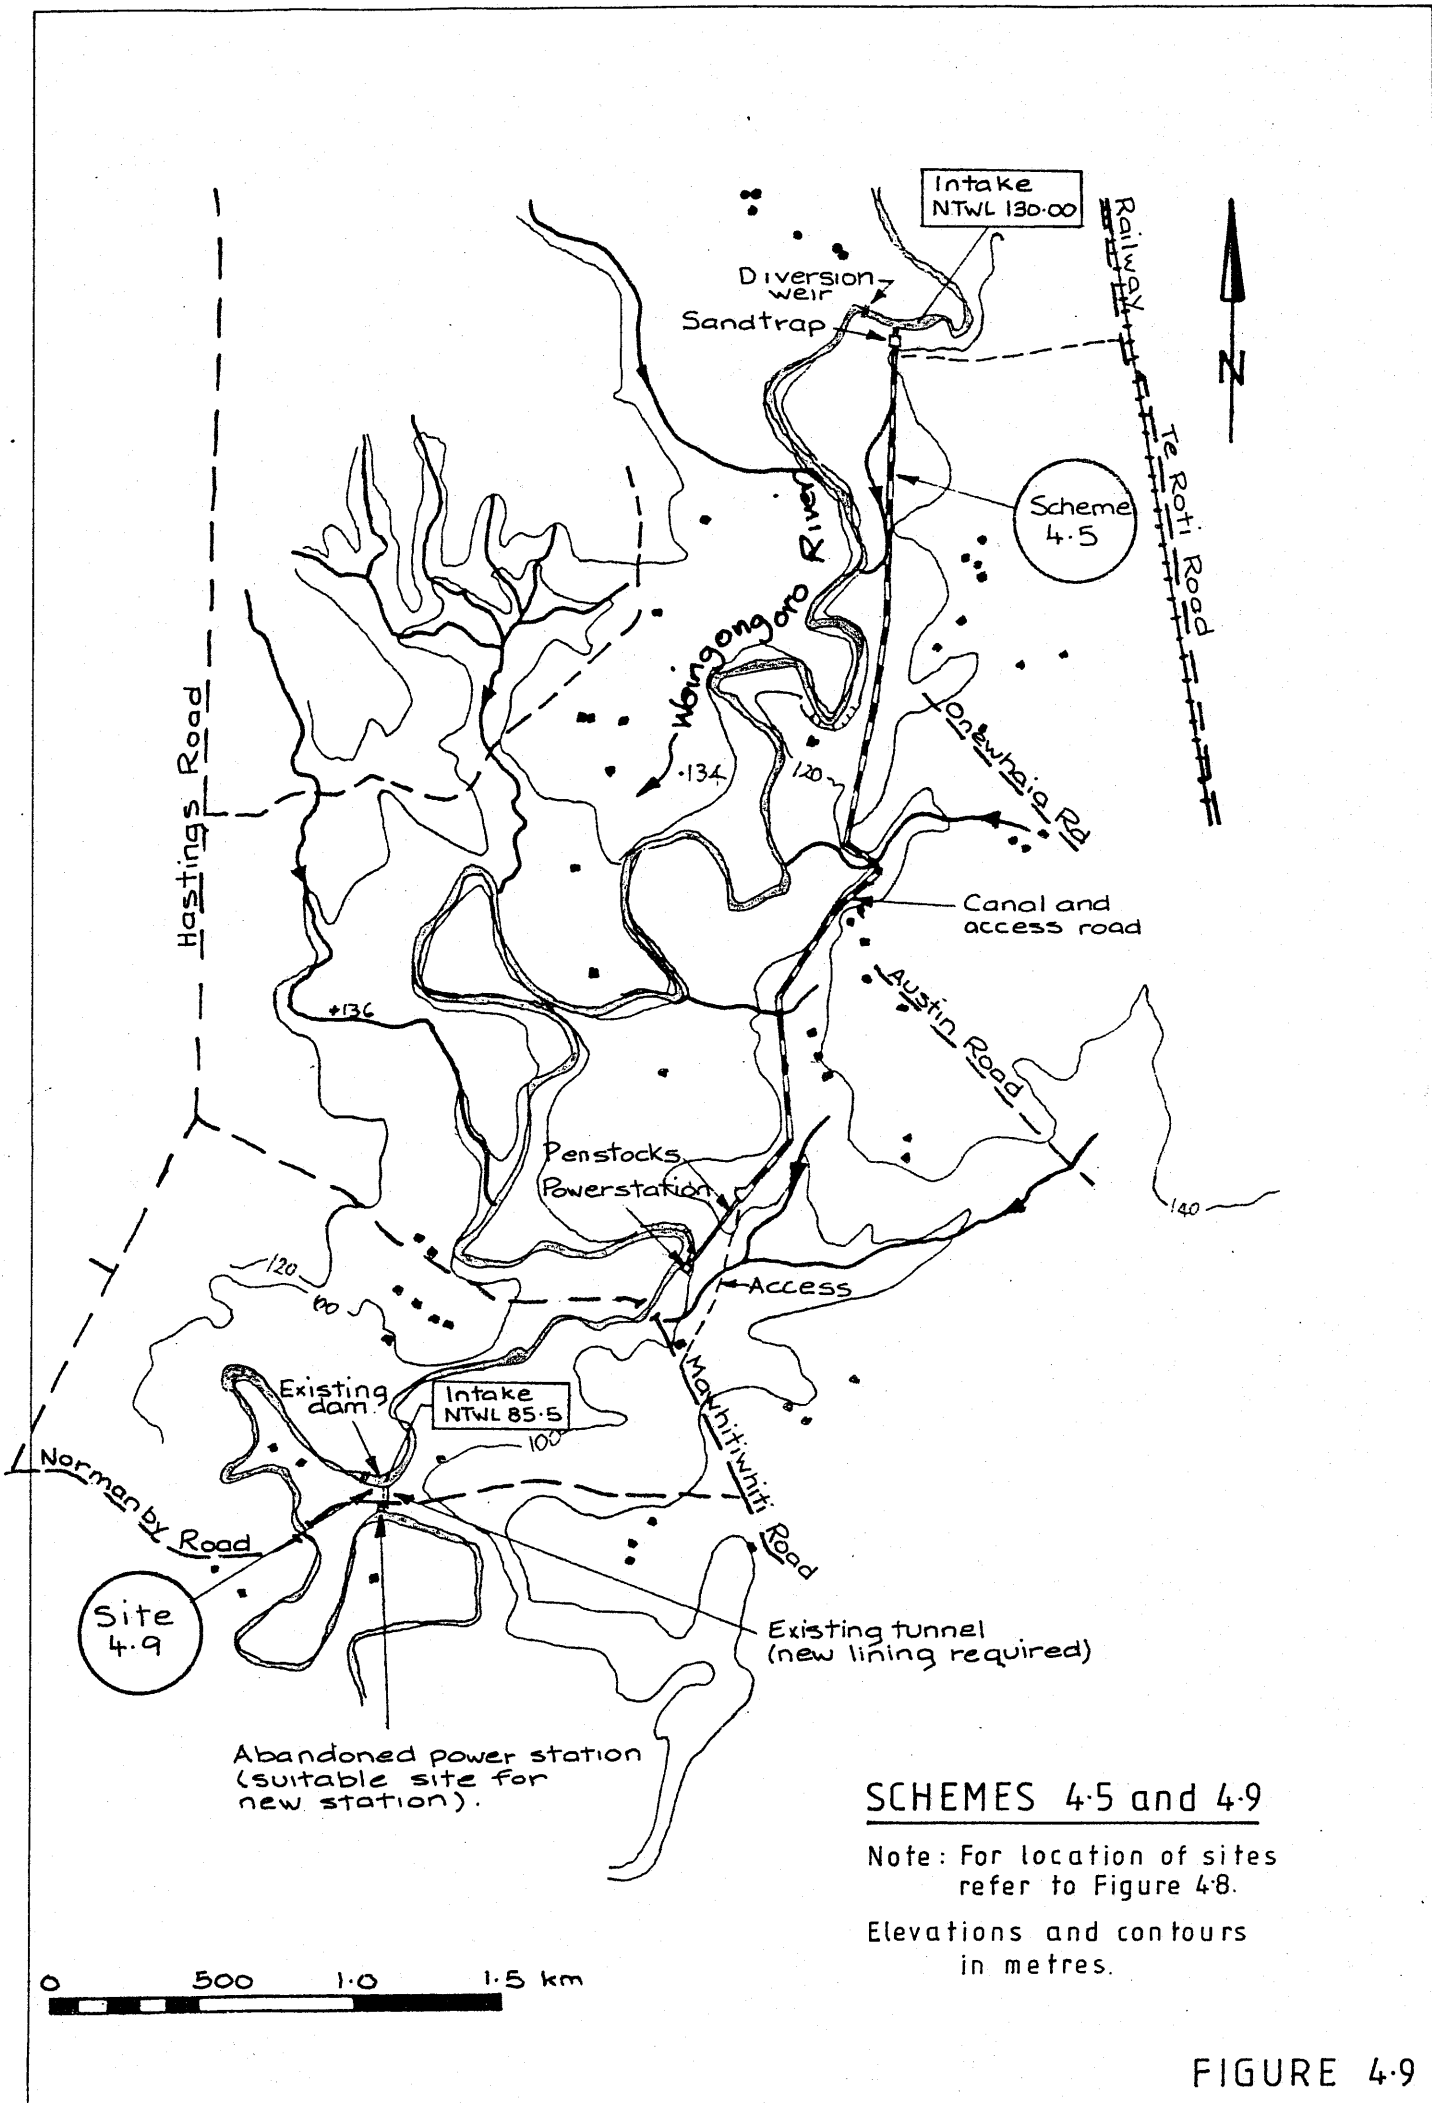 Intake
NTWL 130.00
Railway
Diversion
weir
Sandtrap
N
Te Roti Road
Scheme
4.5
Waingongoro River
Onewhaia Rd
Hastings Road
.134
120
Canal and
access road
Austin Road
+136
Penstocks
Powerstation
140
Access
120
100
Existing
dam.
Intake
NTWL 85.5
Mawhitiwhiti Road
100
Normanby Road
Site
4.9
Existing tunnel
(new lining required)
Abandoned power station
(suitable site for
new station).
SCHEMES 4.5 and 4.9
Note: For location of sites
refer to Figure 4.8.
Elevations and contours
in metres.
0 500 1.0 1.5 km
FIGURE 4.9